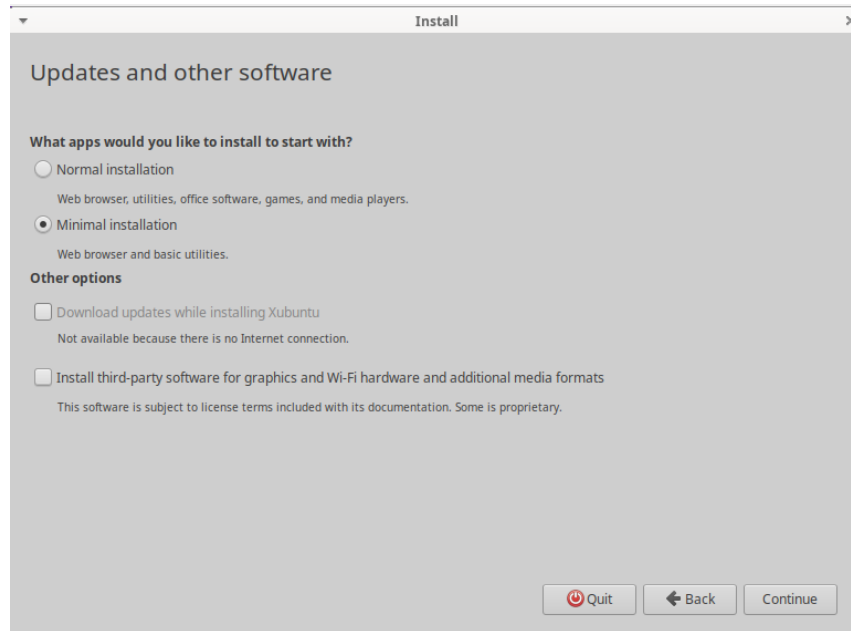 Install
Updates and other software
What apps would you like to install to start with?
Normal installation
Web browser, utilities, office software, games, and media players.
Minimal installation
Web browser and basic utilities.
Other options
Download updates while installing Xubuntu
Not available because there is no Internet connection.
Install third-party software for graphics and Wi-Fi hardware and additional media formats
This software is subject to license terms included with its documentation. Some is proprietary.
Quit Back Continue